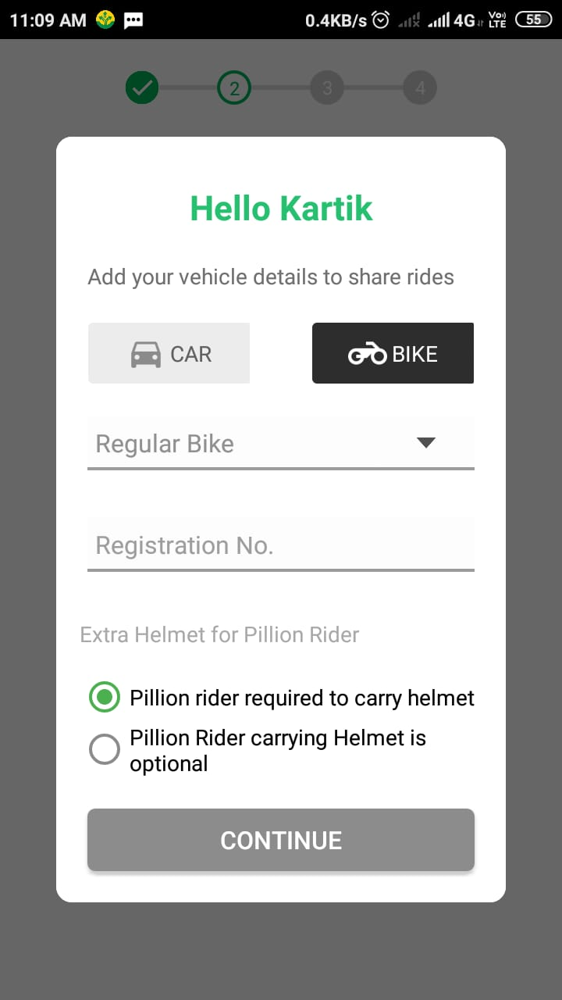 11:09 AM 0.4KB/s 4G Vo) LTE 55
2 3 4
Hello Kartik
Add your vehicle details to share rides
CAR BIKE
Regular Bike
Registration No.
Extra Helmet for Pillion Rider
Pillion rider required to carry helmet
Pillion Rider carrying Helmet is
optional
CONTINUE